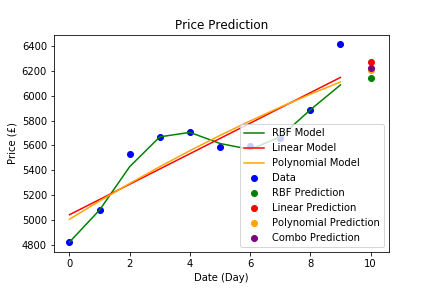 Price Prediction
6400
6200
6000
5800
5600
5400
5200
5000
4800
Price (£)
RBF Model
Linear Model
Polynomial Model
Data
RBF Prediction
Linear Prediction
Polynomial Prediction
Combo Prediction
0 2 4 6 8 10
Date (Day)